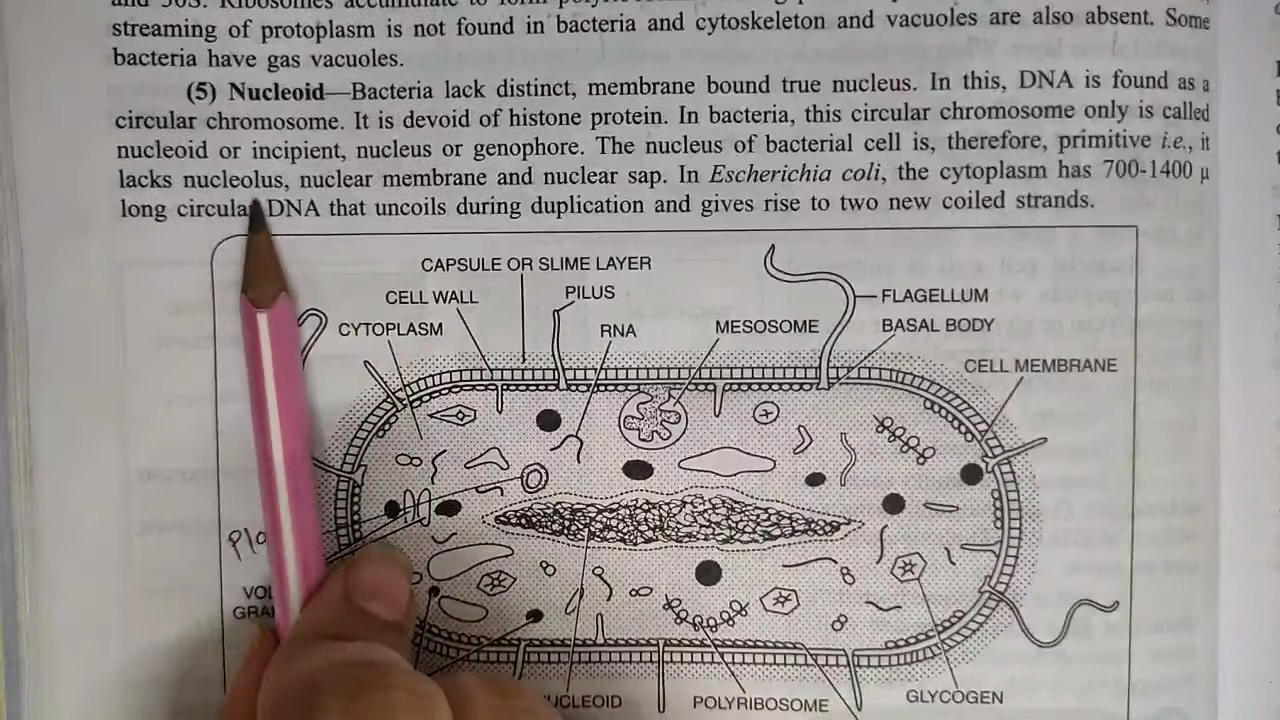 streaming of protoplasm is not found in bacteria and cytoskeleton and vacuoles are also absent. Some
bacteria have gas vacuoles.
(5) Nucleoid—Bacteria lack distinct, membrane bound true nucleus. In this, DNA is found as a
circular chromosome. It is devoid of histone protein. In bacteria, this circular chromosome only is called
nucleoid or incipient, nucleus or genophore. The nucleus of bacterial cell is, therefore, primitive i.e., it
lacks nucleolus, nuclear membrane and nuclear sap. In Escherichia coli, the cytoplasm has 700-1400 µ
long circular DNA that uncoils during duplication and gives rise to two new coiled strands.
CAPSULE OR SLIME LAYER
CELL WALL
PILUS
FLAGELLUM
CYTOPLASM
RNA
MESOSOME
BASAL BODY
CELL MEMBRANE
POLYRIBOSOME
GLYCOGEN